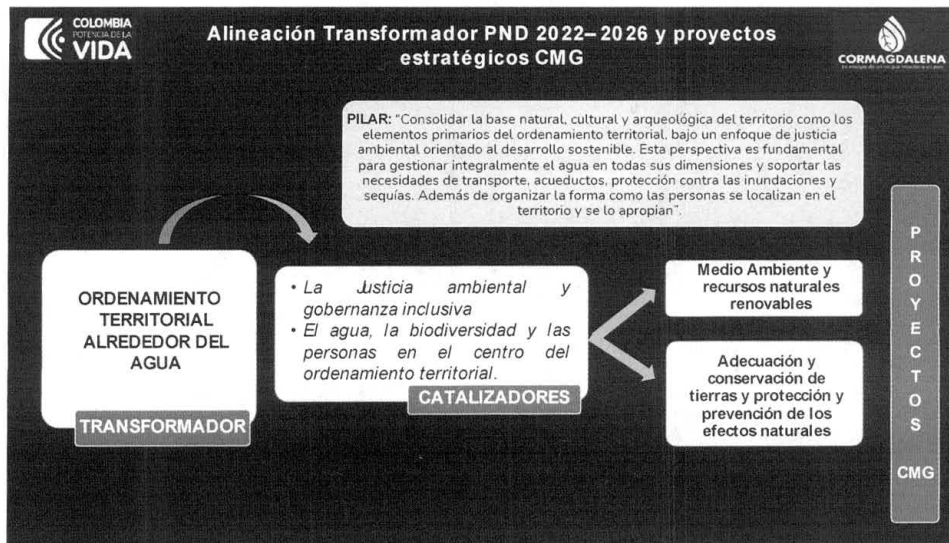 COLOMBIA
POTENCIA DE LA
VIDA
Alineación Transformador PND 2022–2026 y proyectos
estratégicos CMG
CORMAGDALENA
PILAR: “Consolidar la base natural, cultural y arqueológica del territorio como los
elementos primarios del ordenamiento territorial, bajo un enfoque de justicia
ambiental orientado al desarrollo sostenible. Esta perspectiva es fundamental
para gestionar integralmente el agua en todas sus dimensiones y soportar las
necesidades de transporte, acueductos, protección contra las inundaciones y
sequías. Además de organizar la forma como las personas se localizan en el
territorio y se lo apropian”.
ORDENAMIENTO
TERRITORIAL
ALREDEDOR DEL
AGUA
TRANSFORMADOR
• La Justicia ambiental y
gobernanza inclusiva
• El agua, la biodiversidad y las
personas en el centro del
ordenamiento territorial.
CATALIZADORES
Medio Ambiente y
recursos naturales
renovables
Adecuación y
conservación de
tierras y protección y
prevención de los
efectos naturales
P
R
O
Y
E
C
T
O
S
CMG